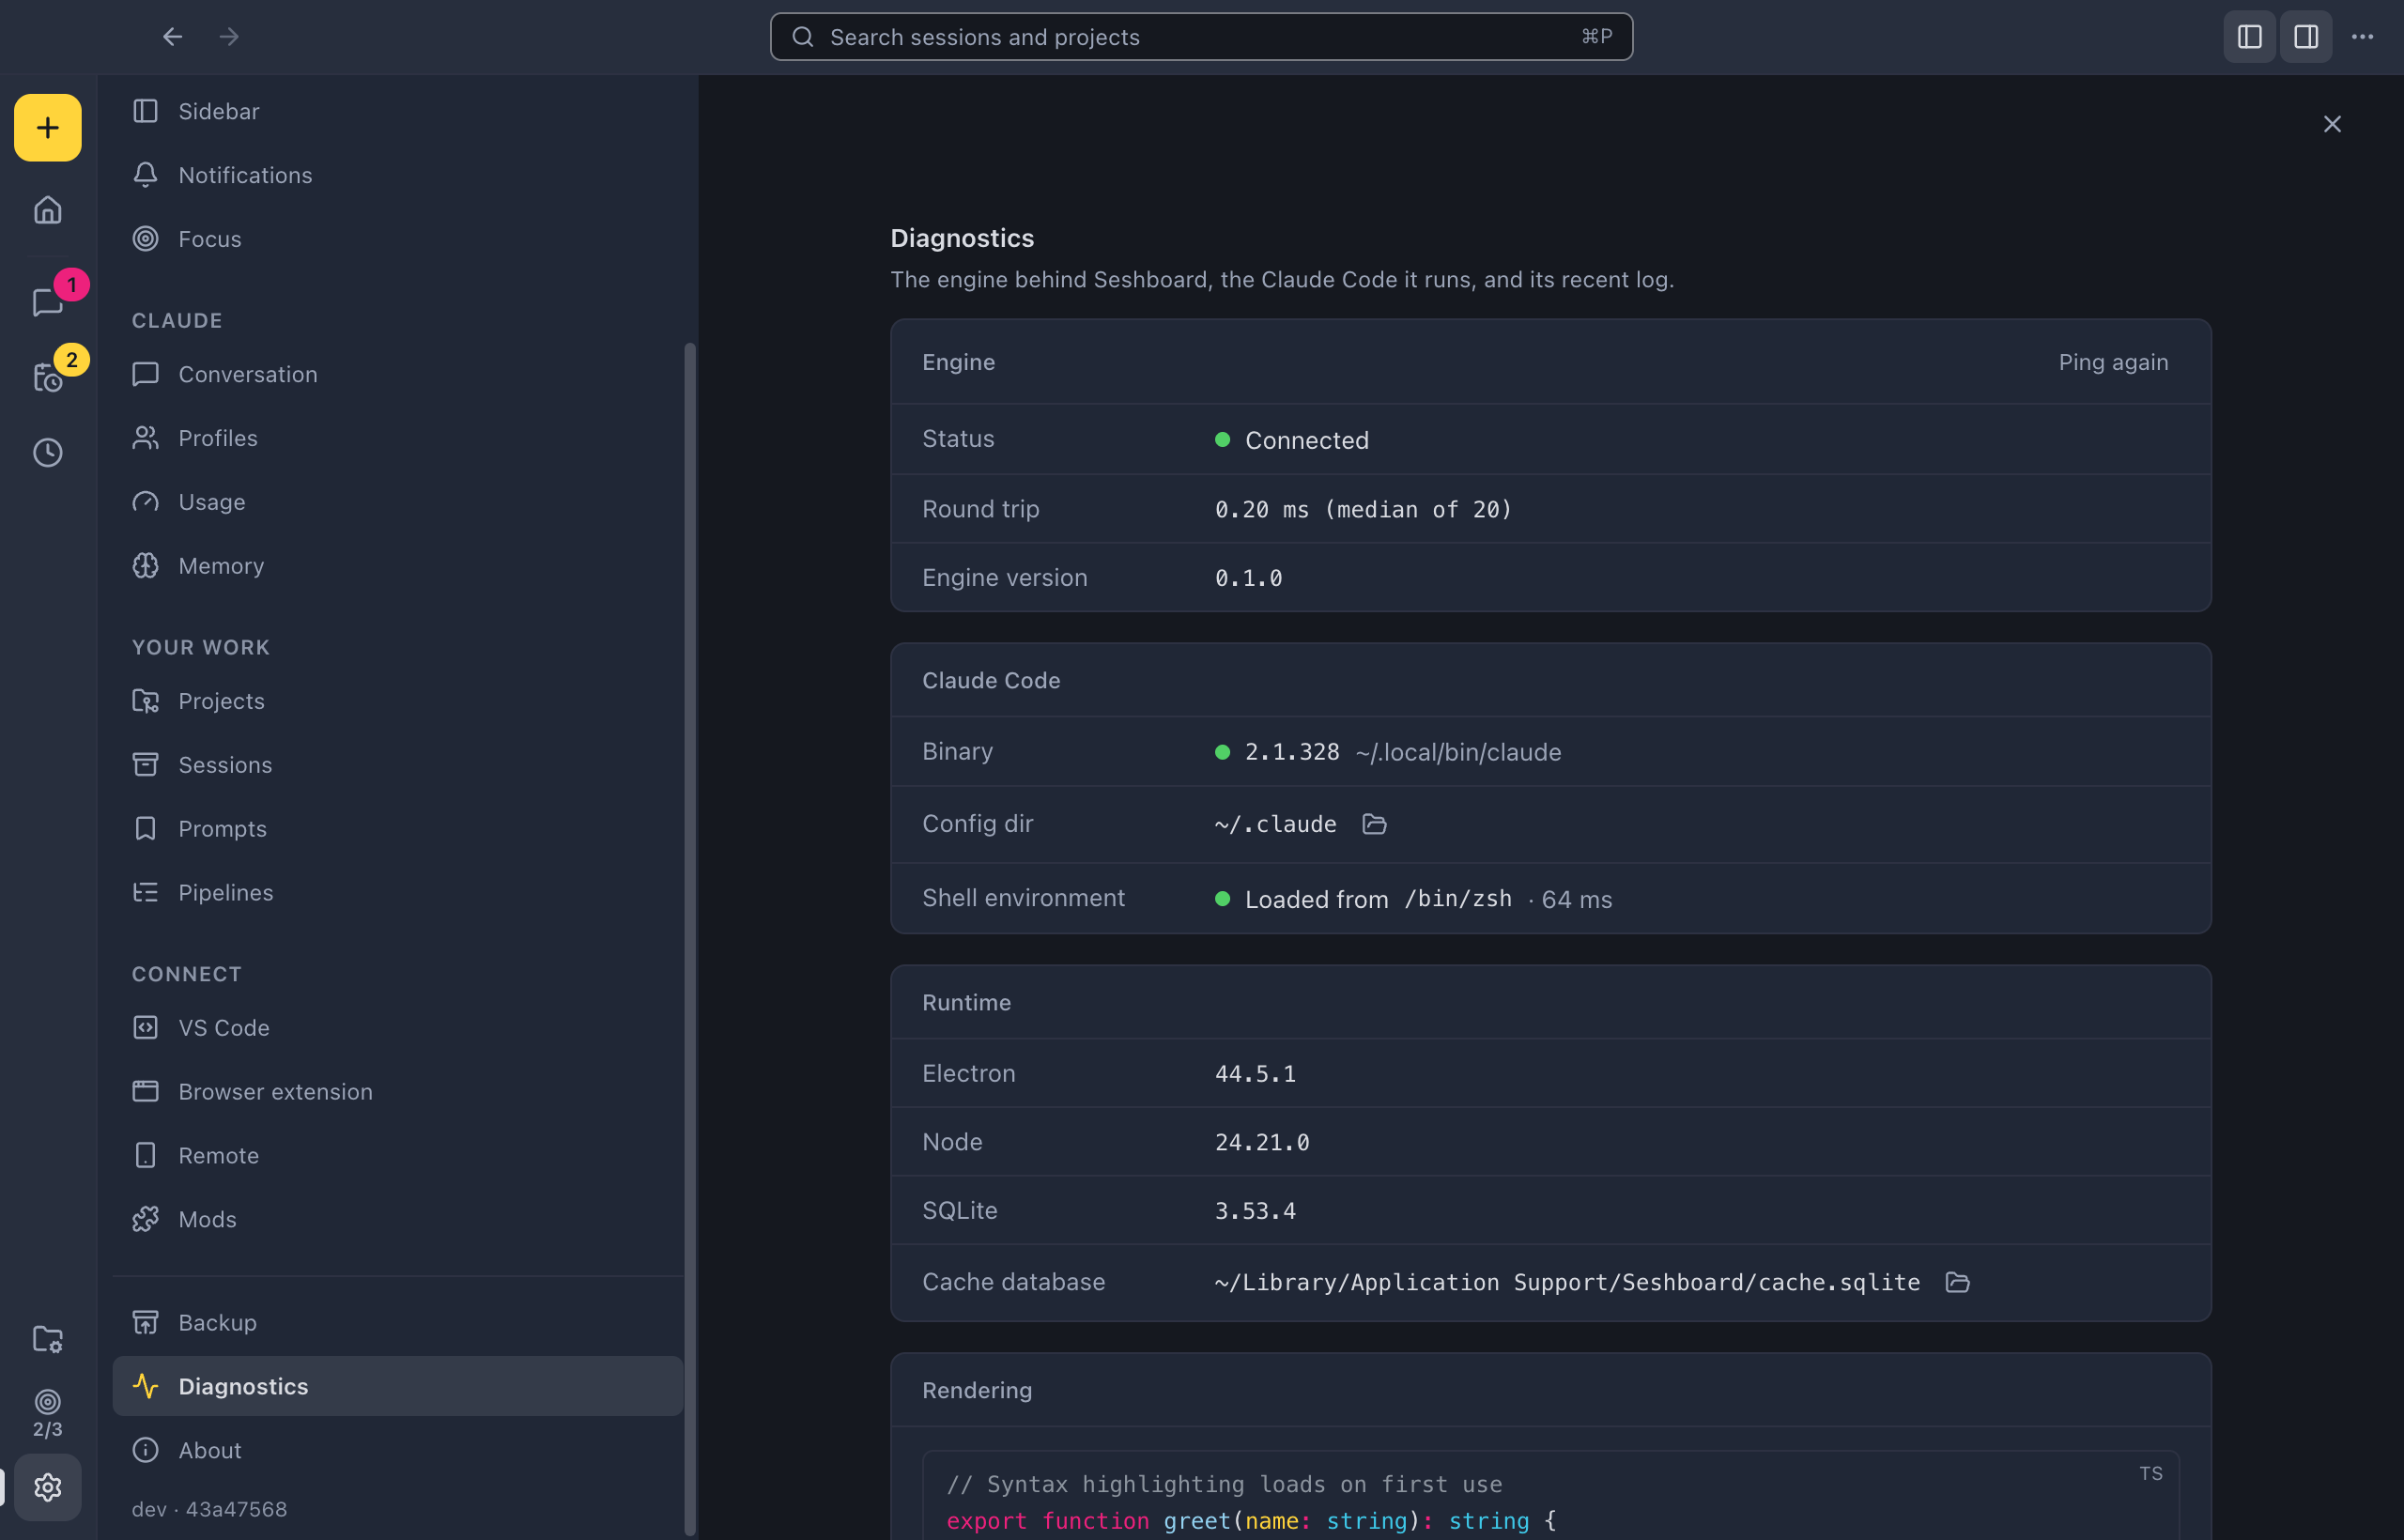 Search sessions and projects ⌘P
1
2
2/3
Sidebar
Notifications
Focus
CLAUDE
Conversation
Profiles
Usage
Memory
YOUR WORK
Projects
Sessions
Prompts
Pipelines
CONNECT
VS Code
Browser extension
Remote
Mods
Backup
Diagnostics
About
dev · 43a47568
Diagnostics
The engine behind Seshboard, the Claude Code it runs, and its recent log.
Engine Ping again
Status Connected
Round trip 0.20 ms (median of 20)
Engine version 0.1.0
Claude Code
Binary 2.1.328 ~/.local/bin/claude
Config dir ~/.claude
Shell environment Loaded from /bin/zsh · 64 ms
Runtime
Electron 44.5.1
Node 24.21.0
SQLite 3.53.4
Cache database ~/Library/Application Support/Seshboard/cache.sqlite
Rendering
TS
// Syntax highlighting loads on first use
export function greet(name: string): string {